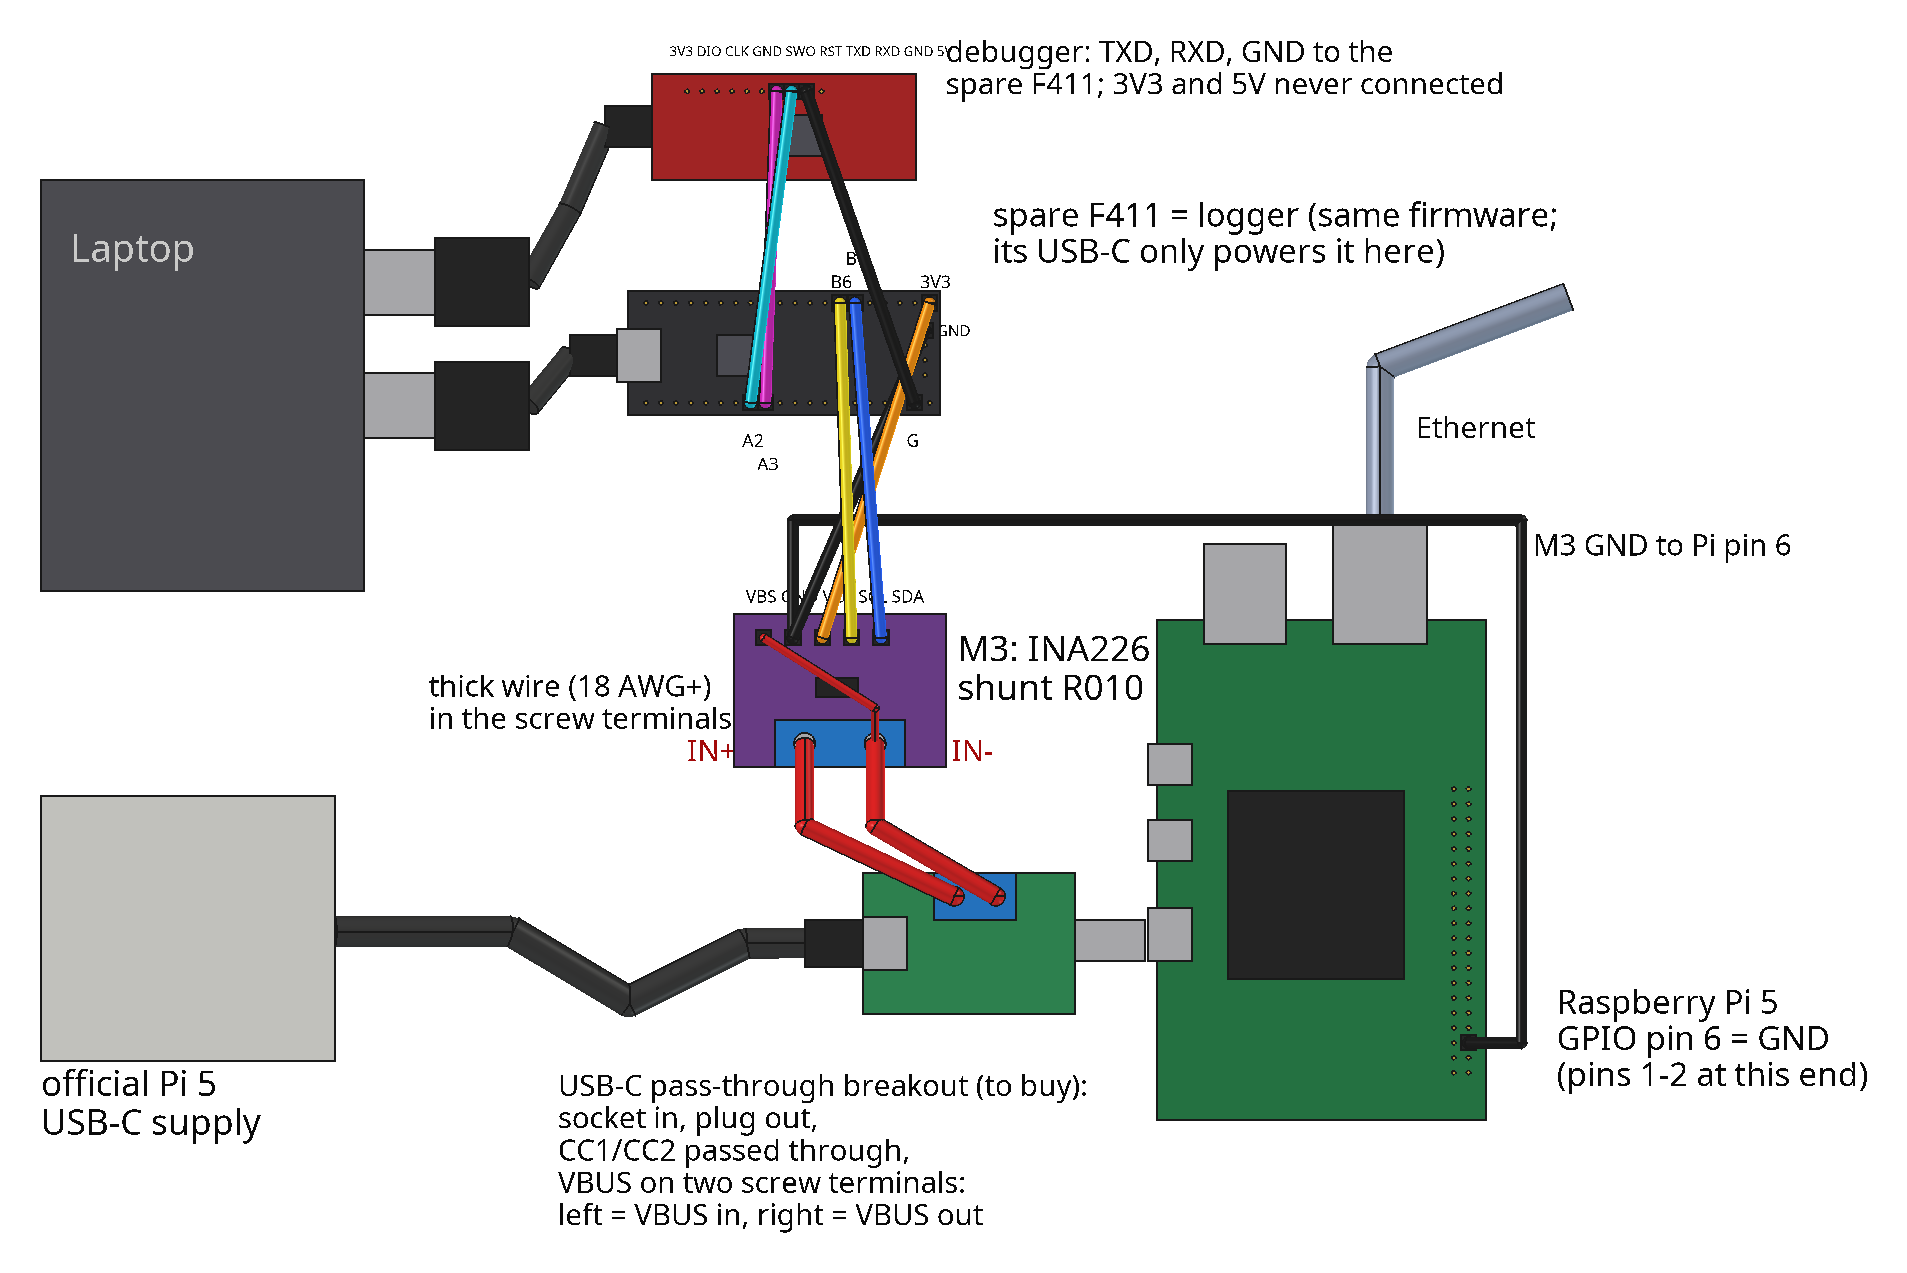 3V3 DIO CLK GND SWO RST TXD RXD GND 5V
debugger: TXD, RXD, GND to the
spare F411; 3V3 and 5V never connected
Laptop
spare F411 = logger (same firmware;
its USB-C only powers it here)
B6
3V3
GND
A2
A3
G
Ethernet
M3 GND to Pi pin 6
VBS
SDA
M3: INA226
shunt R010
thick wire (18 AWG+)
in the screw terminals
IN+
IN-
official Pi 5
USB-C supply
USB-C pass-through breakout (to buy):
socket in, plug out,
CC1/CC2 passed through,
VBUS on two screw terminals:
left = VBUS in, right = VBUS out
Raspberry Pi 5
GPIO pin 6 = GND
(pins 1-2 at this end)